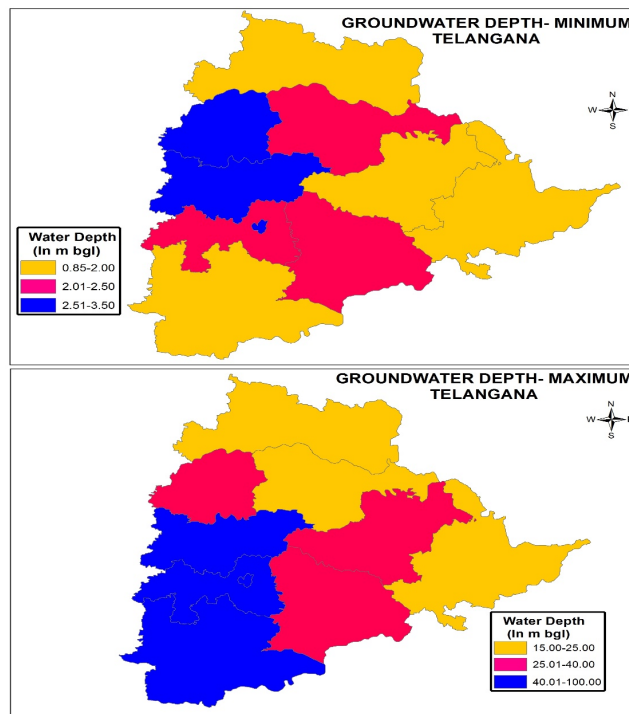 GROUNDWATER DEPTH- MINIMUM
TELANGANA
N
W
S
Water Depth
(In m bgl)
0.85-2.00
2.01-2.50
2.51-3.50
GROUNDWATER DEPTH- MAXIMUM
TELANGANA
N
W
S
Water Depth
(In m bgl)
15.00-25.00
25.01-40.00
40.01-100.00